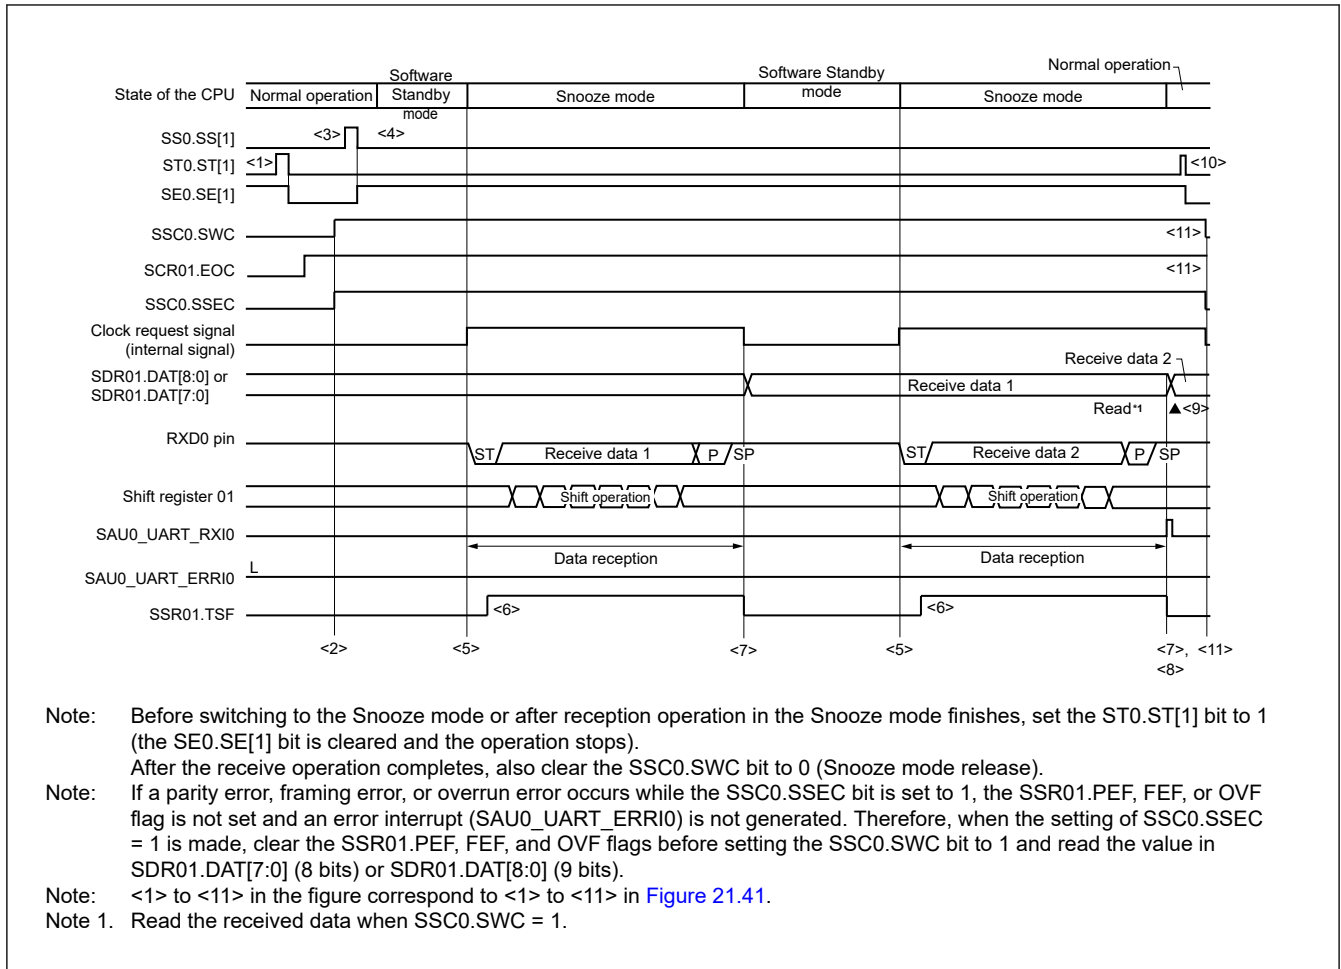 Software
Software Standby
Normal operation
State of the CPU
Normal operation
Standby
mode
Snooze mode
mode
Snooze mode
SS0.SS[1]
<3>
<4>
ST0.ST[1]
<1>
<10>
SE0.SE[1]
SSC0.SWC
<11>
SCR01.EOC
<11>
SSC0.SSEC
Clock request signal
(internal signal)
Receive data 2
SDR01.DAT[8:0] or
SDR01.DAT[7:0]
Receive data 1
Read*1
▲<9>
RXD0 pin
ST
Receive data 1
P
SP
ST
Receive data 2
P
SP
Shift register 01
Shift operation
Shift operation
SAU0_UART_RXI0
Data reception
Data reception
SAU0_UART_ERRI0
L
SSR01.TSF
<6>
<6>
<2>
<5>
<7>
<5>
<7>,
<8>
<11>
Note: Before switching to the Snooze mode or after reception operation in the Snooze mode finishes, set the ST0.ST[1] bit to 1
(the SE0.SE[1] bit is cleared and the operation stops).
After the receive operation completes, also clear the SSC0.SWC bit to 0 (Snooze mode release).
Note: If a parity error, framing error, or overrun error occurs while the SSC0.SSEC bit is set to 1, the SSR01.PEF, FEF, or OVF
flag is not set and an error interrupt (SAU0_UART_ERRI0) is not generated. Therefore, when the setting of SSC0.SSEC
= 1 is made, clear the SSR01.PEF, FEF, and OVF flags before setting the SSC0.SWC bit to 1 and read the value in
SDR01.DAT[7:0] (8 bits) or SDR01.DAT[8:0] (9 bits).
Note: <1> to <11> in the figure correspond to <1> to <11> in Figure 21.41.
Note 1. Read the received data when SSC0.SWC = 1.